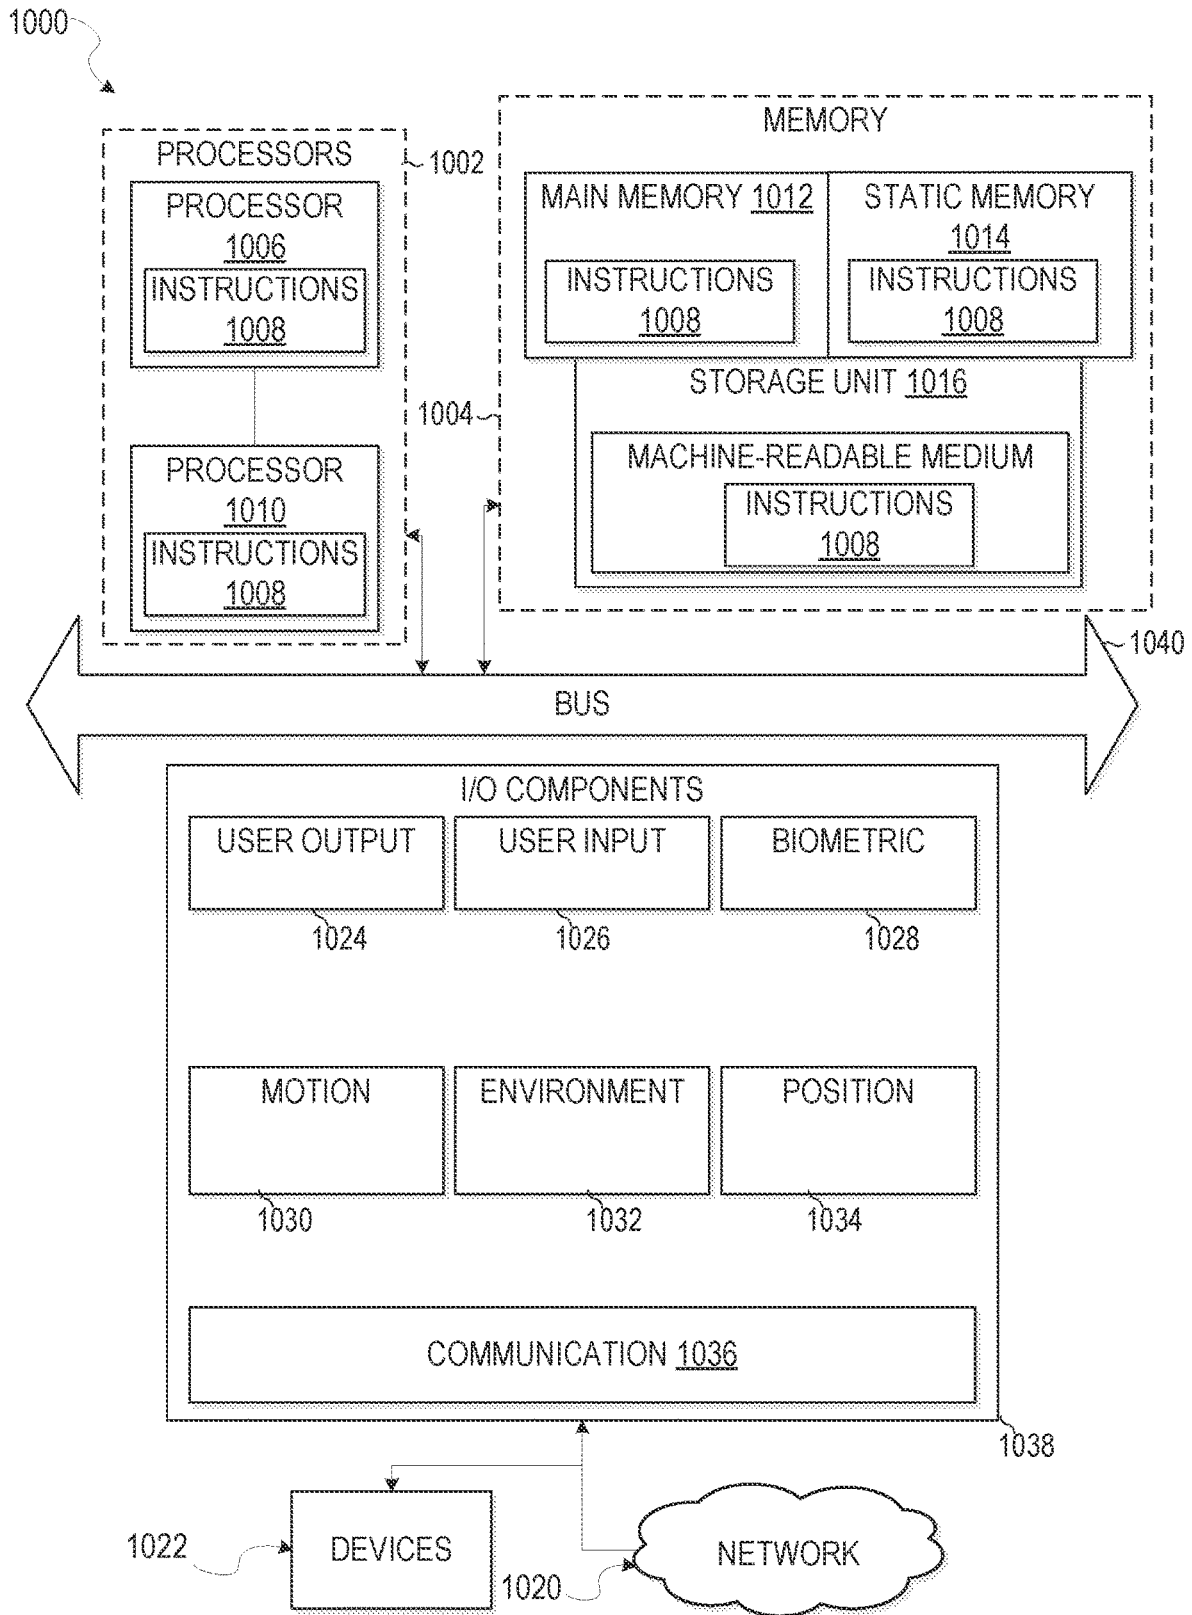 1000
PROCESSORS
1002
PROCESSOR
1006
INSTRUCTIONS
1008
PROCESSOR
1010
INSTRUCTIONS
1008
MEMORY
1004
MAIN MEMORY 1012
INSTRUCTIONS
1008
STATIC MEMORY
1014
INSTRUCTIONS
1008
STORAGE UNIT 1016
MACHINE-READABLE MEDIUM
INSTRUCTIONS
1008
1040
BUS
I/O COMPONENTS
USER OUTPUT
1024
USER INPUT
1026
BIOMETRIC
1028
MOTION
1030
ENVIRONMENT
1032
POSITION
1034
COMMUNICATION 1036
1038
1022
DEVICES
1020
NETWORK